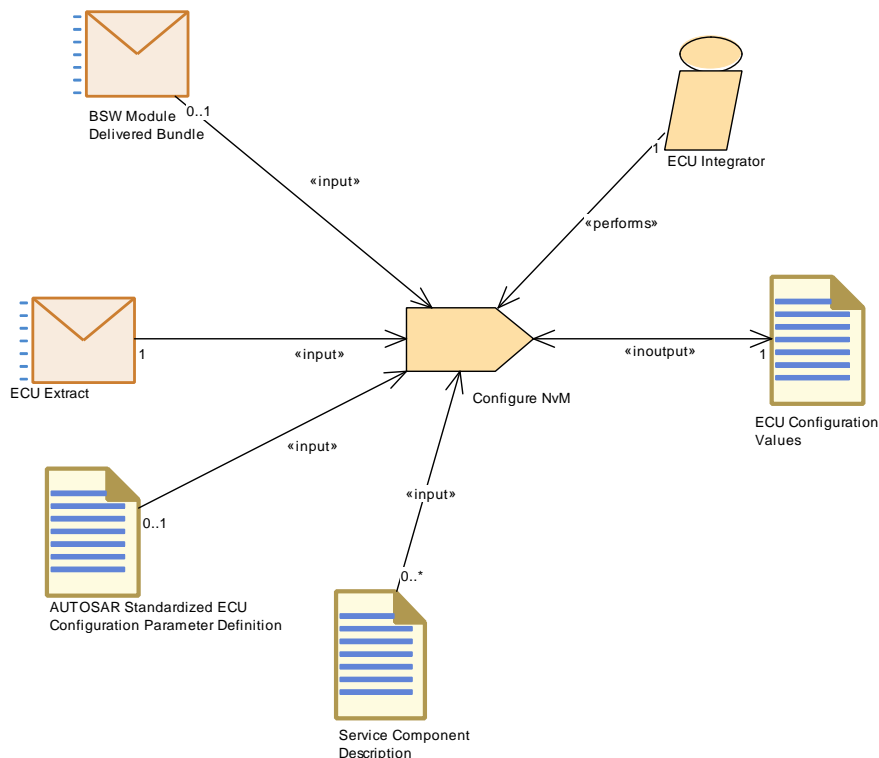 0..1
BSW Module
Delivered Bundle
1
ECU Integrator
«input»
«performs»
«input»
1
«inoutput»
1
ECU Extract
Configure NvM
ECU Configuration
Values
«input»
«input»
0..1
0..*
AUTOSAR Standardized ECU
Configuration Parameter Definition
Service Component
Description